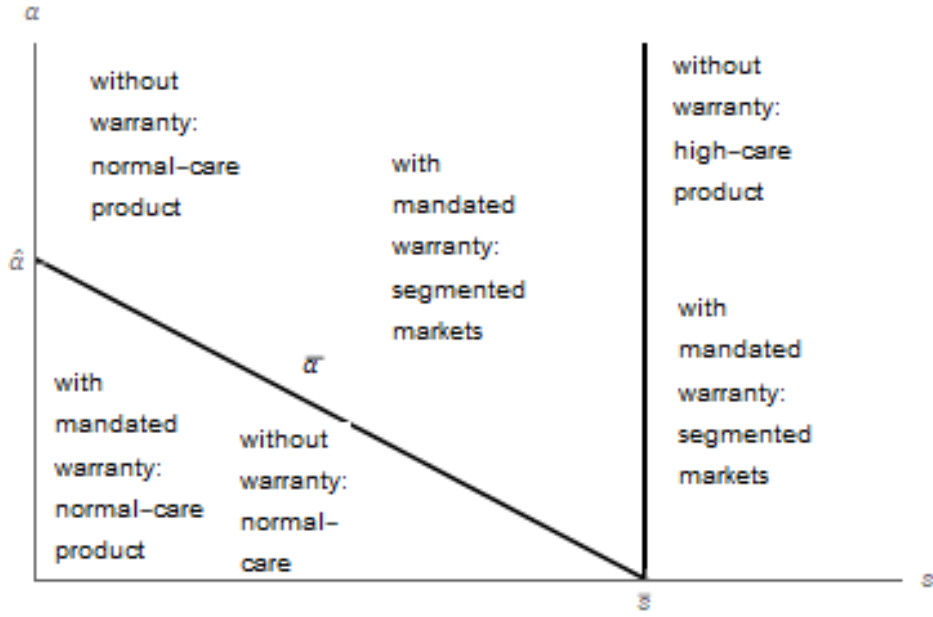 α
without
warranty:
normal–care
product
with
mandated
warranty:
segmented
markets
without
warranty:
high–care
product
with
mandated
warranty:
segmented
markets
α̂
ᾱ
with
mandated
warranty:
normal–care
product
without
warranty:
normal–
care
s̄
s